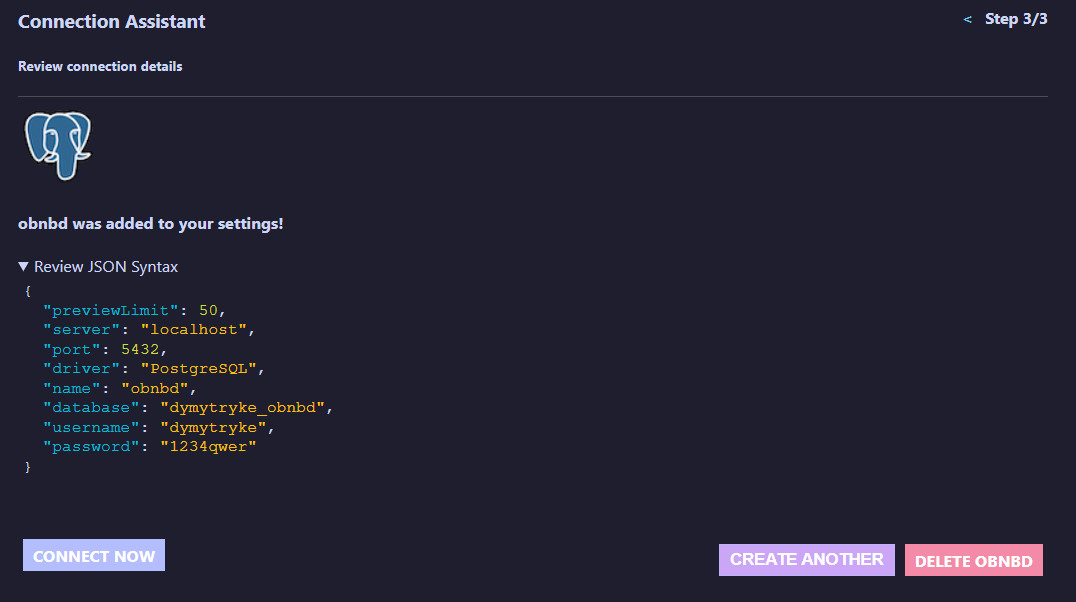 Connection Assistant
< Step 3/3
Review connection details
obnbd was added to your settings!
▼ Review JSON Syntax
{
  "previewLimit": 50,
  "server": "localhost",
  "port": 5432,
  "driver": "PostgreSQL",
  "name": "obnbd",
  "database": "dymytryke_obnbd",
  "username": "dymytryke",
  "password": "1234qwer"
}
CONNECT NOW
CREATE ANOTHER
DELETE OBNBD